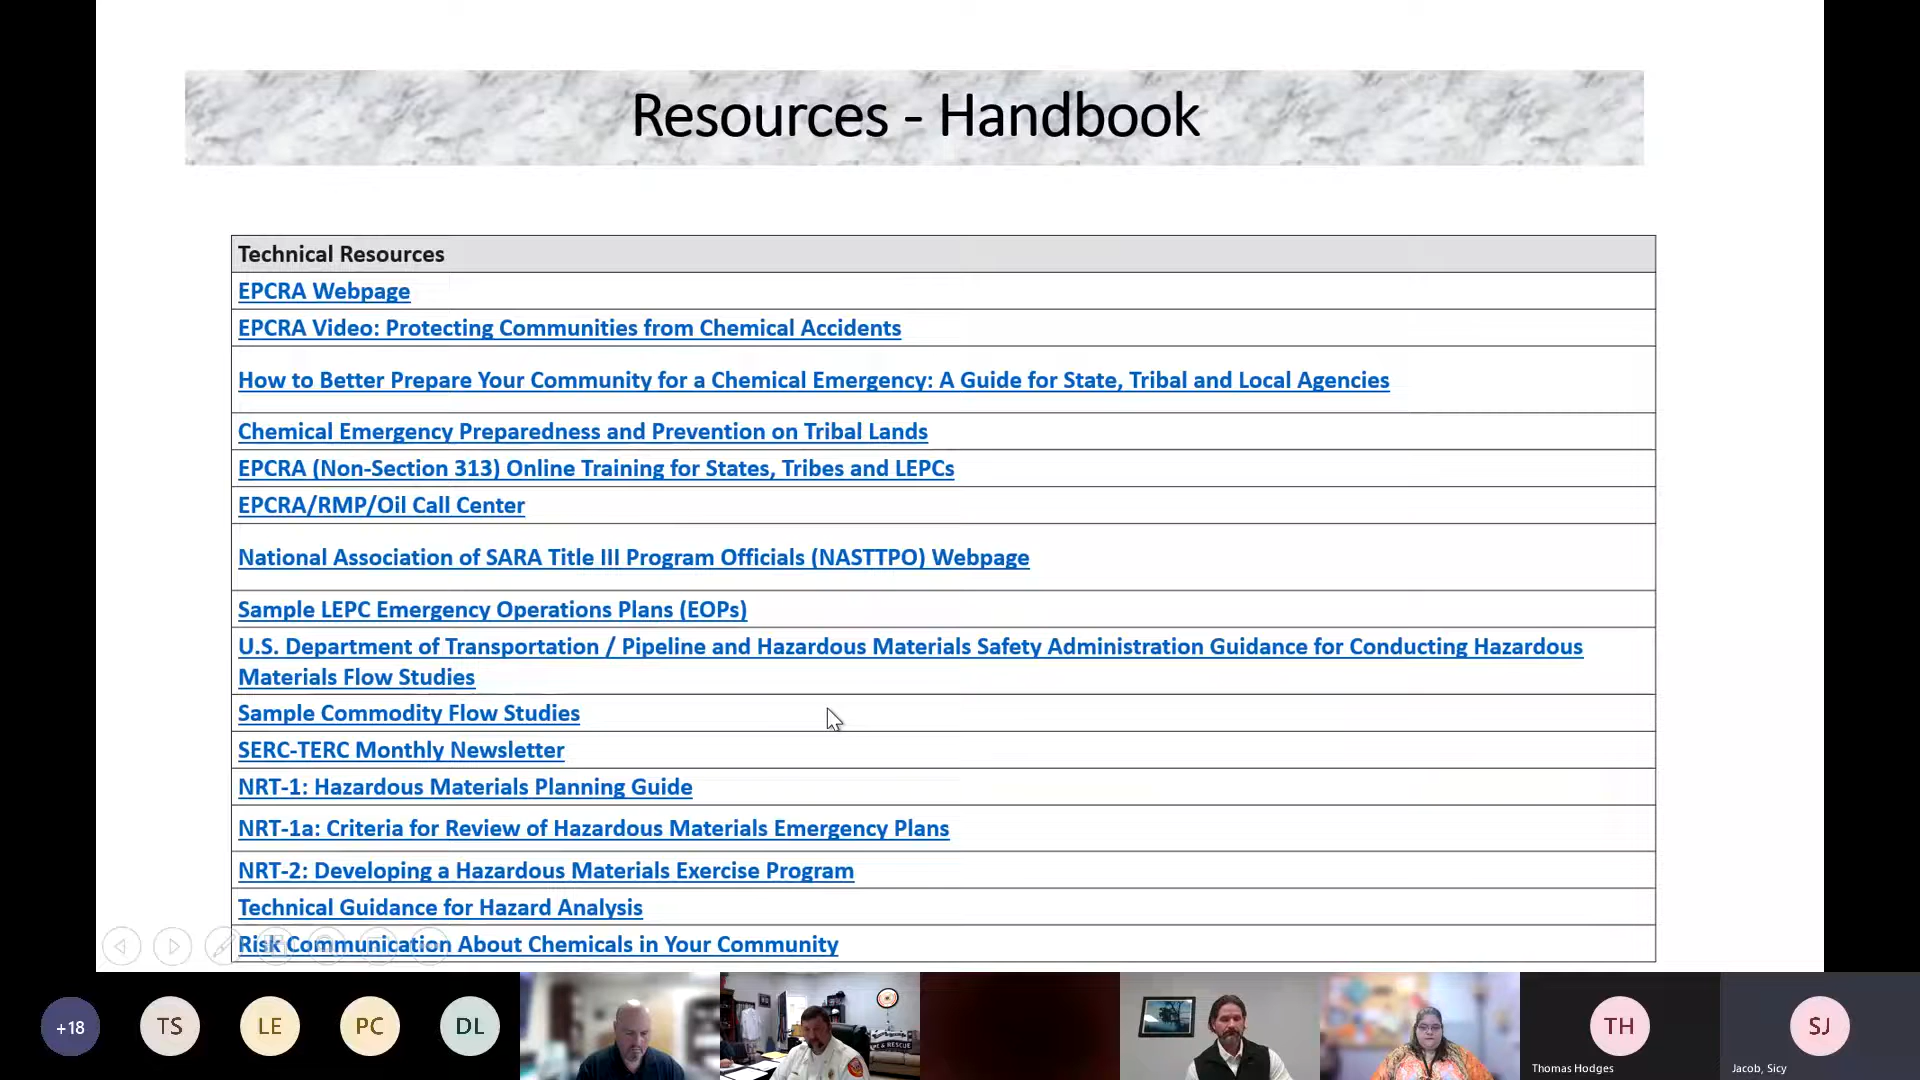 Resources - Handbook
Technical Resources
EPCRA Webpage
EPCRA Video: Protecting Communities from Chemical Accidents
How to Better Prepare Your Community for a Chemical Emergency: A Guide for State, Tribal and Local Agencies
Chemical Emergency Preparedness and Prevention on Tribal Lands
EPCRA (Non-Section 313) Online Training for States, Tribes and LEPCs
EPCRA/RMP/Oil Call Center
National Association of SARA Title III Program Officials (NASTTPO) Webpage
Sample LEPC Emergency Operations Plans (EOPs)
U.S. Department of Transportation / Pipeline and Hazardous Materials Safety Administration Guidance for Conducting Hazardous
Materials Flow Studies
Sample Commodity Flow Studies
SERC-TERC Monthly Newsletter
NRT-1: Hazardous Materials Planning Guide
NRT-1a: Criteria for Review of Hazardous Materials Emergency Plans
NRT-2: Developing a Hazardous Materials Exercise Program
Technical Guidance for Hazard Analysis
Risk Communication About Chemicals in Your Community
+18
TS
LE
PC
DL
& RESCUE
TH
Thomas Hodges
SJ
Jacob, Sicy